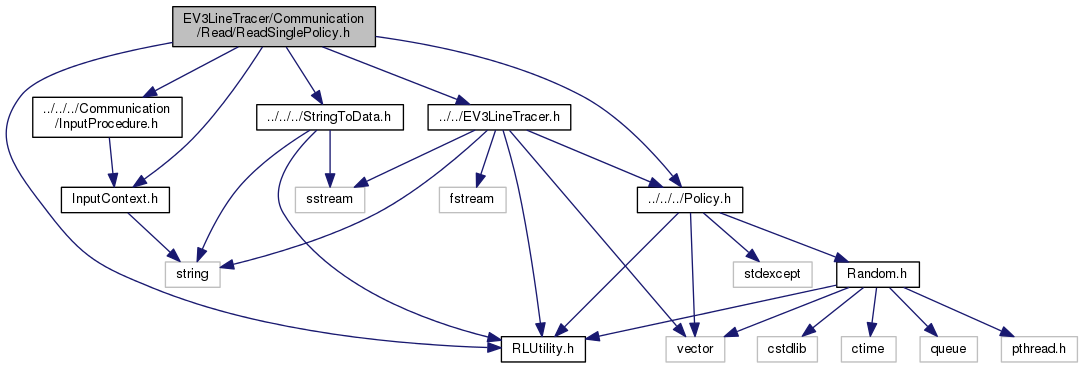 EV3LineTracer/Communication
/Read/ReadSinglePolicy.h
../../../Communication
/InputProcedure.h
../../../StringToData.h
../../EV3LineTracer.h
InputContext.h
sstream
fstream
../../../Policy.h
string
stdexcept
Random.h
RLUtility.h
vector
cstdlib
ctime
queue
pthread.h